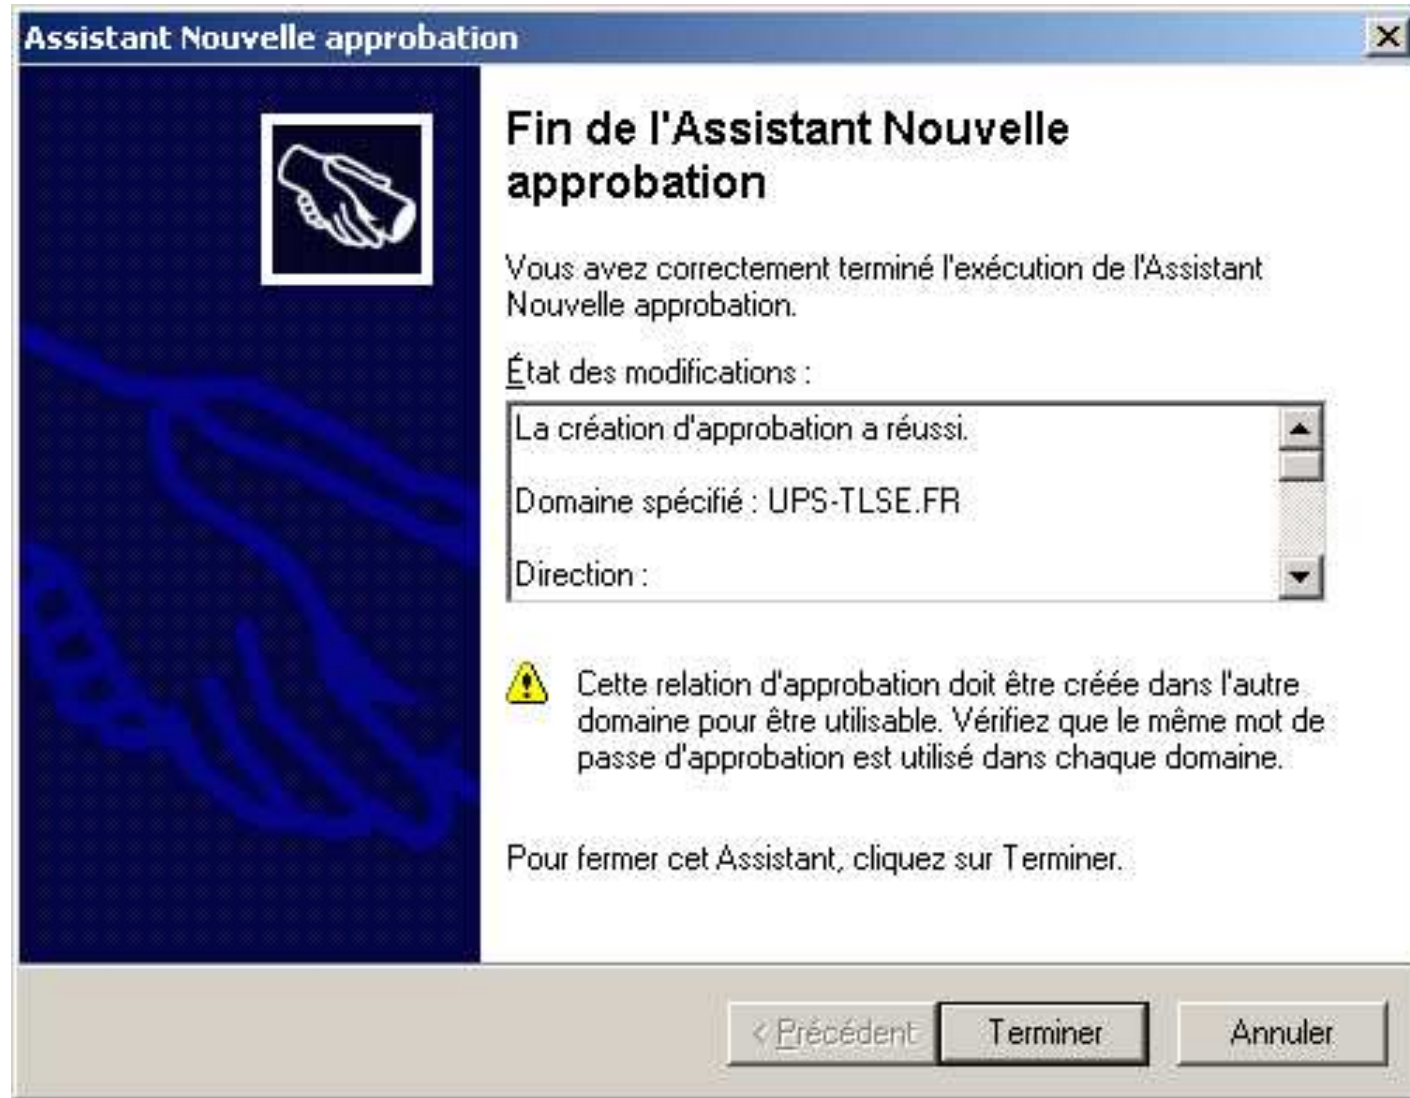 Assistant Nouvelle approbation
Fin de l'Assistant Nouvelle
approbation
Vous avez correctement terminé l'exécution de l'Assistant
Nouvelle approbation.
État des modifications :
La création d'approbation a réussi.
Domaine spécifié : UPS-TLSE.FR
Direction :
Cette relation d'approbation doit être créée dans l'autre
domaine pour être utilisable. Vérifiez que le même mot de
passe d'approbation est utilisé dans chaque domaine.
Pour fermer cet Assistant, cliquez sur Terminer.
< Précédent Terminer Annuler